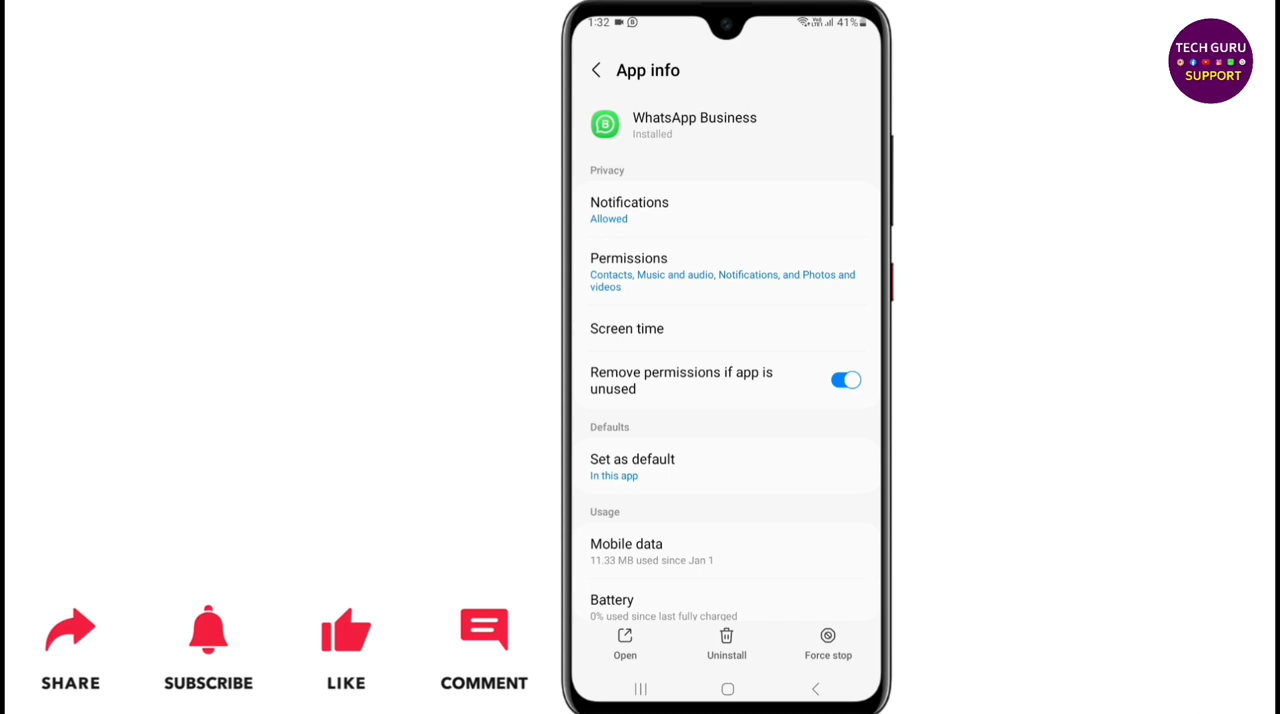 1:32
41%
TECH GURU
SUPPORT
App info
WhatsApp Business
Installed
Privacy
Notifications
Allowed
Permissions
Contacts, Music and audio, Notifications, and Photos and
videos
Screen time
Remove permissions if app is
unused
Defaults
Set as default
In this app
Usage
Mobile data
11.33 MB used since Jan 1
Battery
0% used since last fully charged
Open
Uninstall
Force stop
SHARE
SUBSCRIBE
LIKE
COMMENT